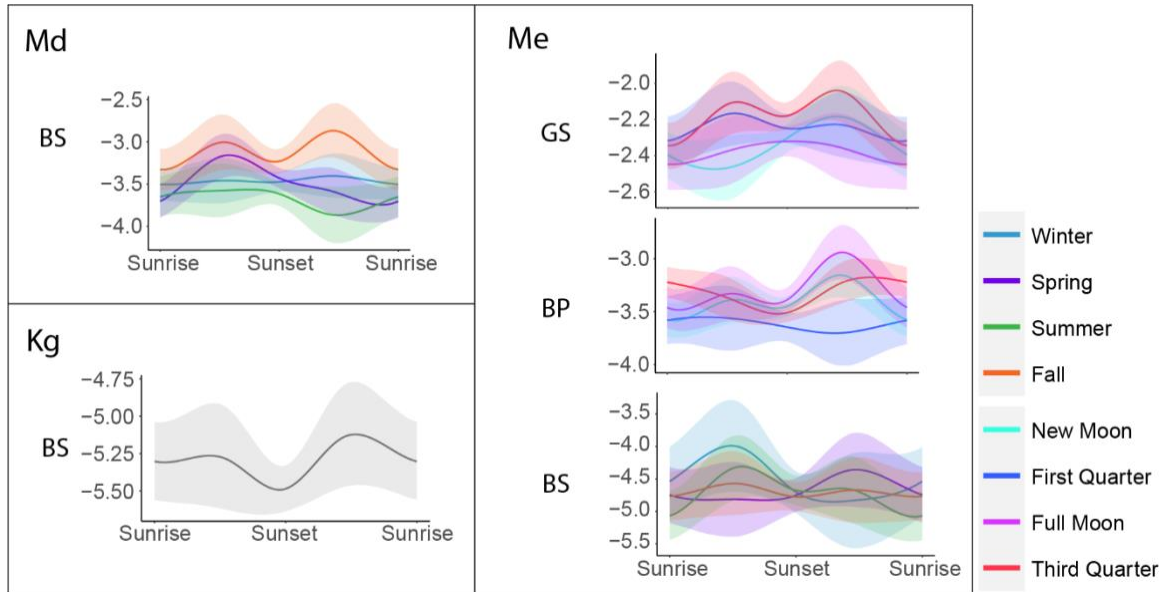 Md
BS
−2.5
−3.0
−3.5
−4.0
Sunrise Sunset Sunrise
Kg
BS
−4.75
−5.00
−5.25
−5.50
Sunrise Sunset Sunrise
Me
GS
−2.0
−2.2
−2.4
−2.6
BP
−3.0
−3.5
−4.0
BS
−3.5
−4.0
−4.5
−5.0
−5.5
Sunrise Sunset Sunrise
Winter
Spring
Summer
Fall
New Moon
First Quarter
Full Moon
Third Quarter